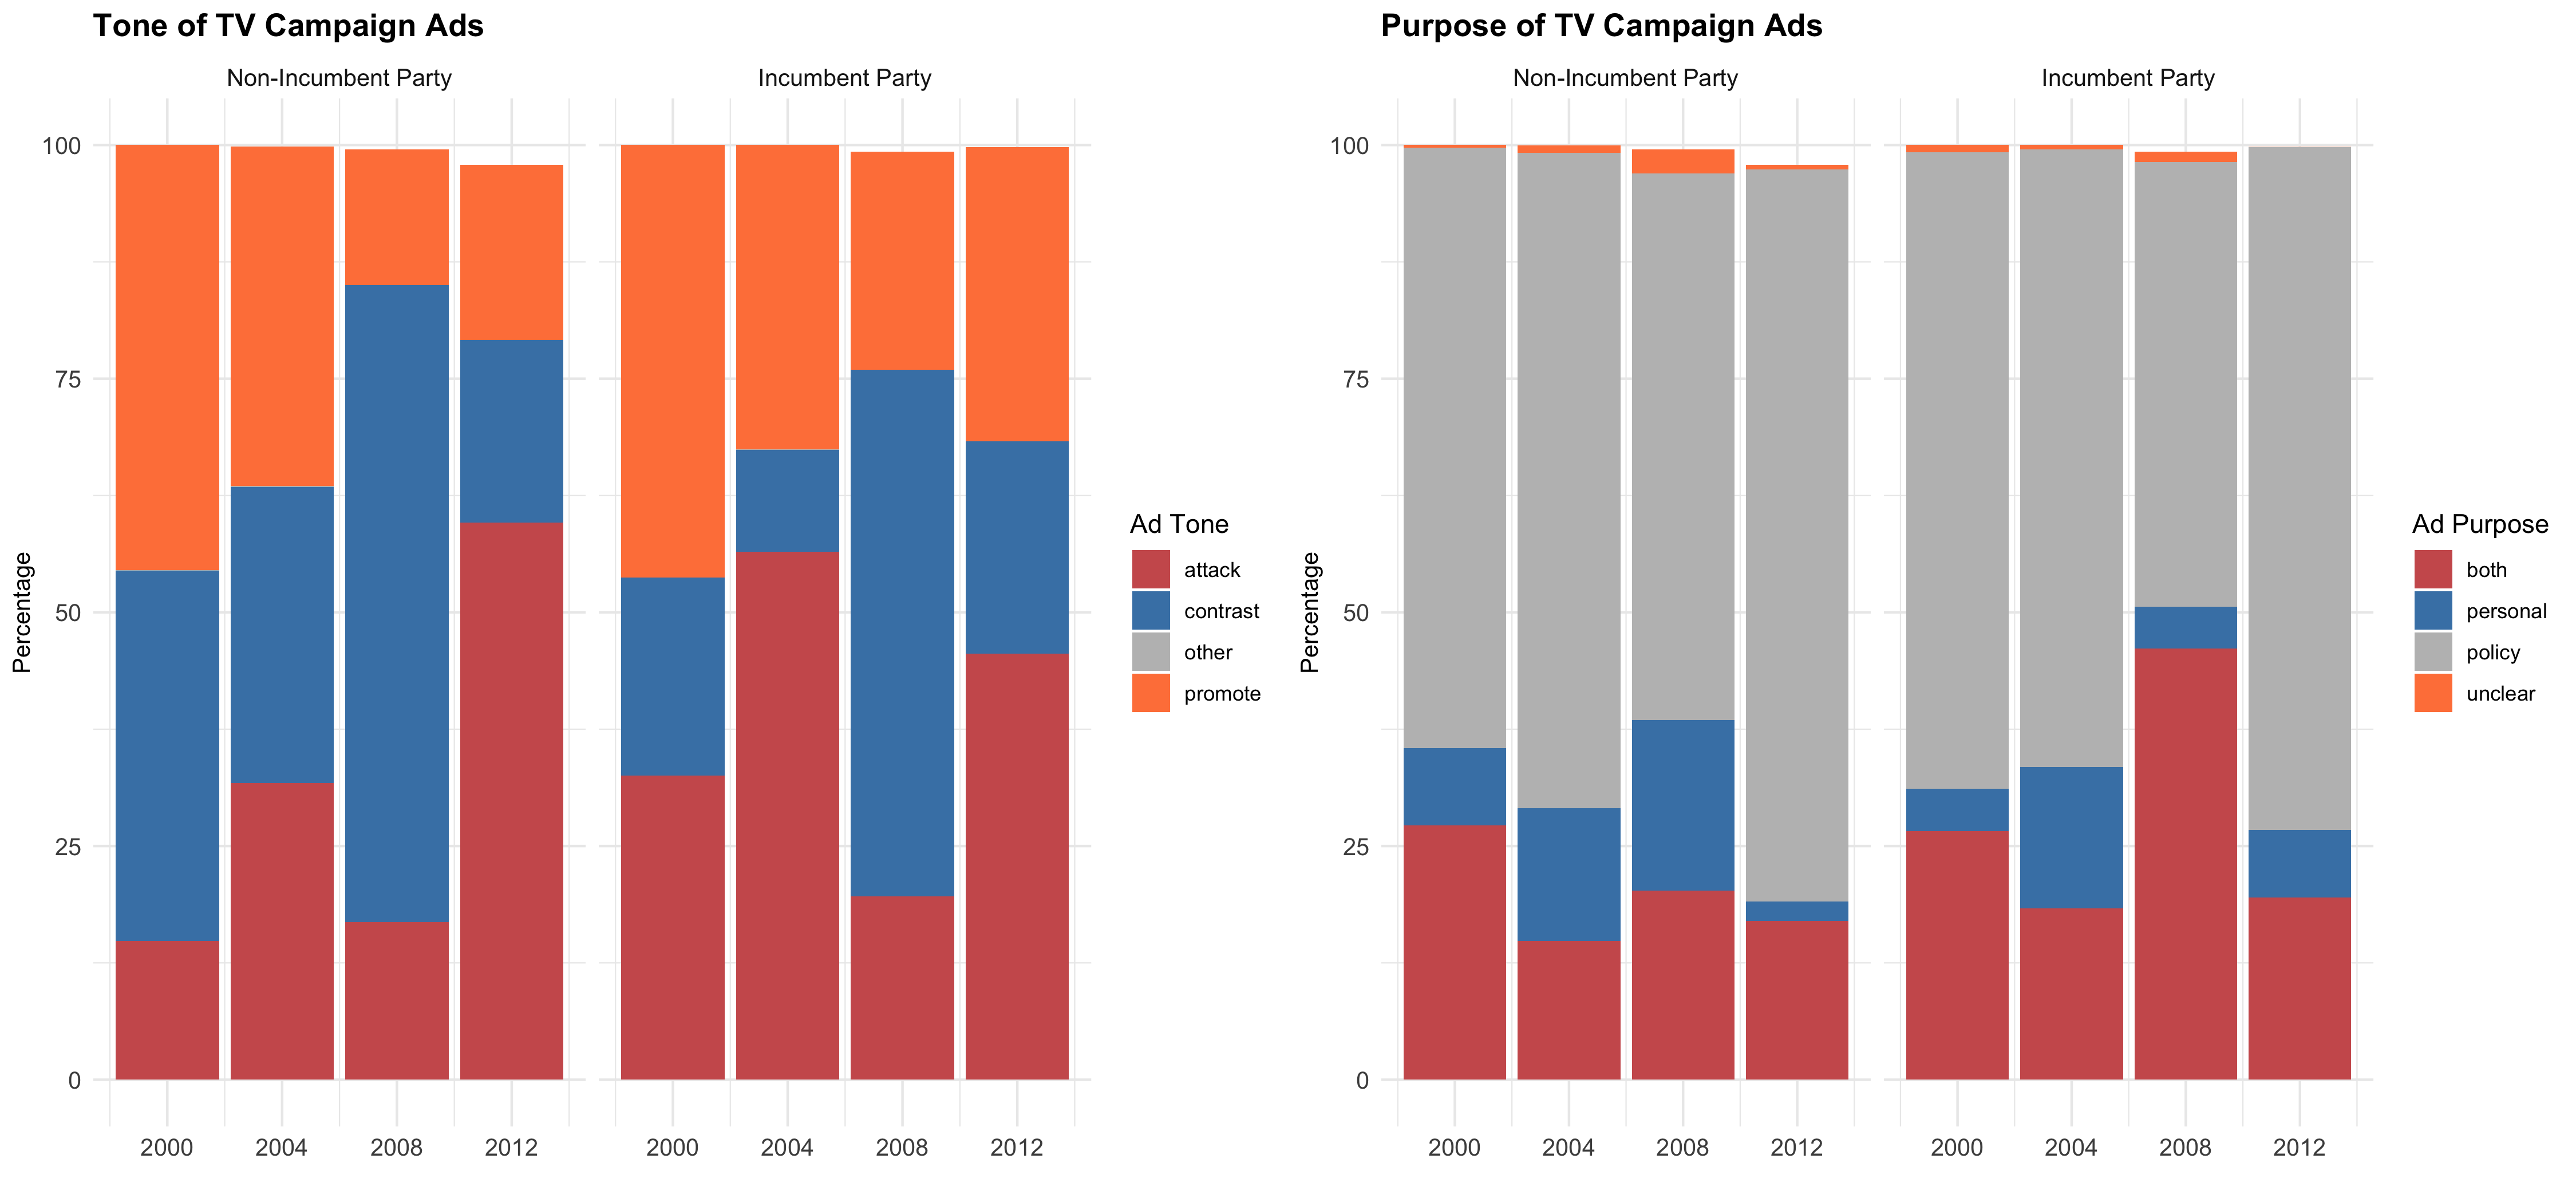 Tone of TV Campaign Ads
Non-Incumbent Party
Incumbent Party
100
75
50
25
0
Percentage
2000 2004 2008 2012
2000 2004 2008 2012
Ad Tone
attack
contrast
other
promote
Purpose of TV Campaign Ads
Non-Incumbent Party
Incumbent Party
100
75
50
25
0
Percentage
2000 2004 2008 2012
2000 2004 2008 2012
Ad Purpose
both
personal
policy
unclear